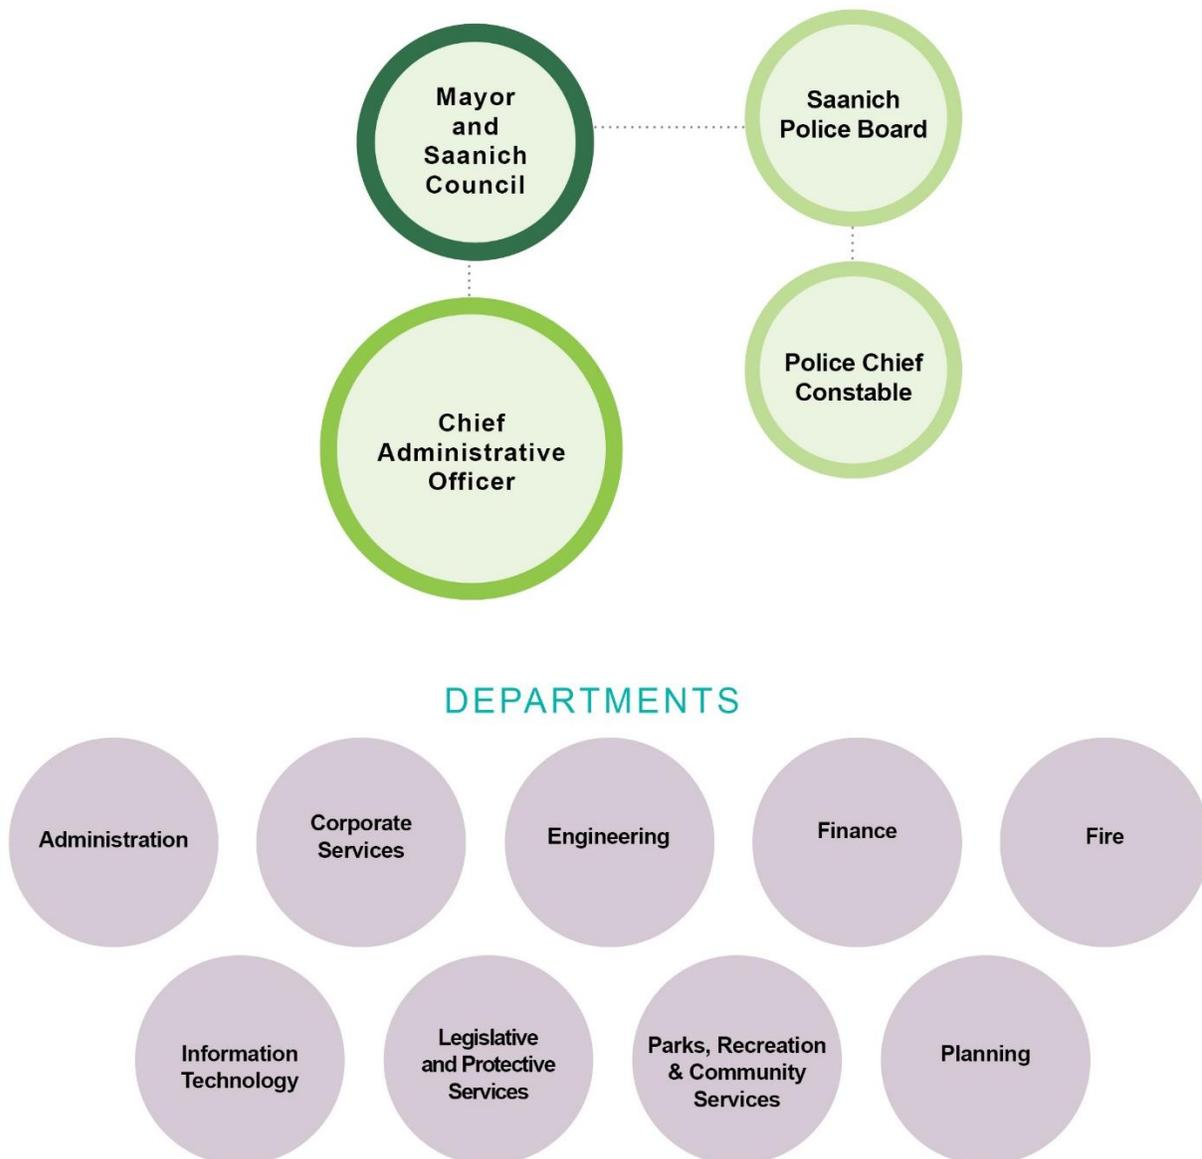 Mayor
and
Saanich
Council
Saanich
Police Board
Police Chief
Constable
Chief
Administrative
Officer
DEPARTMENTS
Administration
Corporate
Services
Engineering
Finance
Fire
Information
Technology
Legislative
and Protective
Services
Parks, Recreation
& Community
Services
Planning